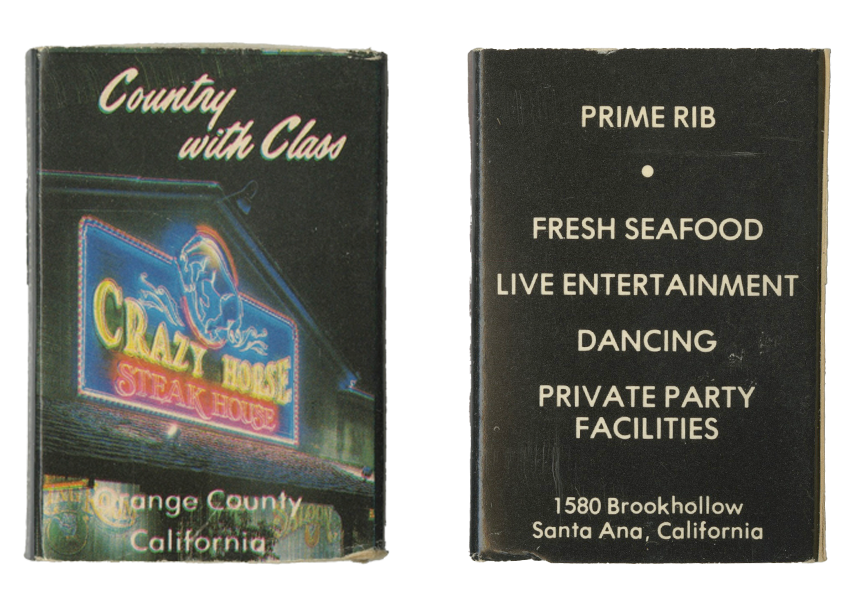 Country
with Class
CRAZY HORSE
STEAK HOUSE
Orange County
California
PRIME RIB
•
FRESH SEAFOOD
LIVE ENTERTAINMENT
DANCING
PRIVATE PARTY
FACILITIES
1580 Brookhollow
Santa Ana, California